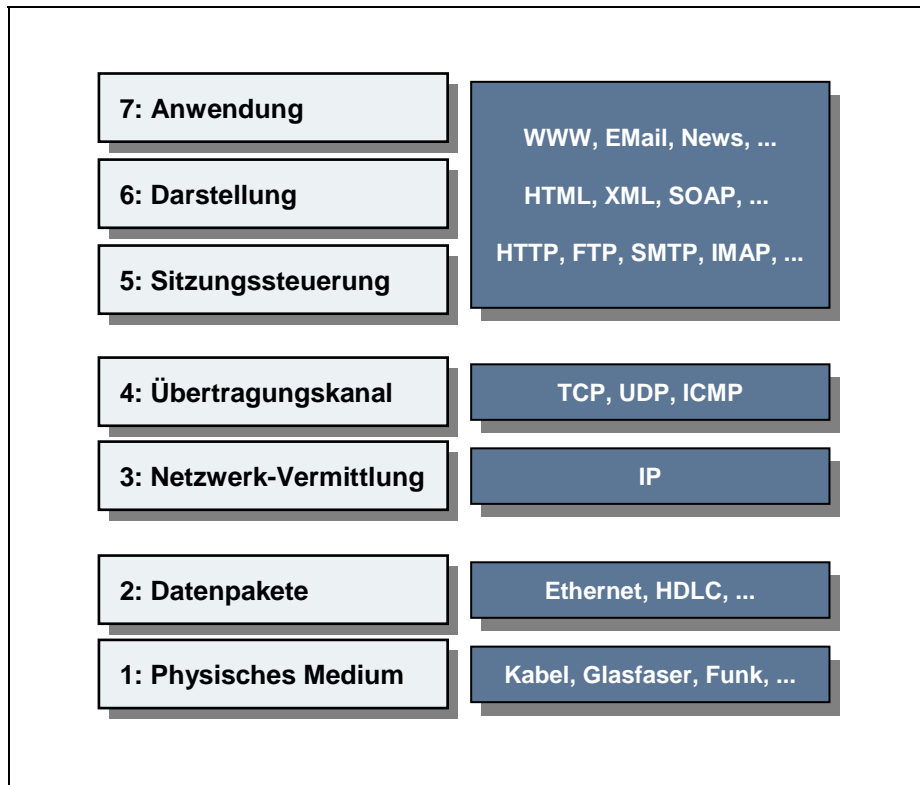 7: Anwendung
6: Darstellung
5: Sitzungssteuerung
WWW, EMail, News, ...
HTML, XML, SOAP, ...
HTTP, FTP, SMTP, IMAP, ...
4: Übertragungskanal
TCP, UDP, ICMP
3: Netzwerk-Vermittlung
IP
2: Datenpakete
Ethernet, HDLC, ...
1: Physisches Medium
Kabel, Glasfaser, Funk, ...